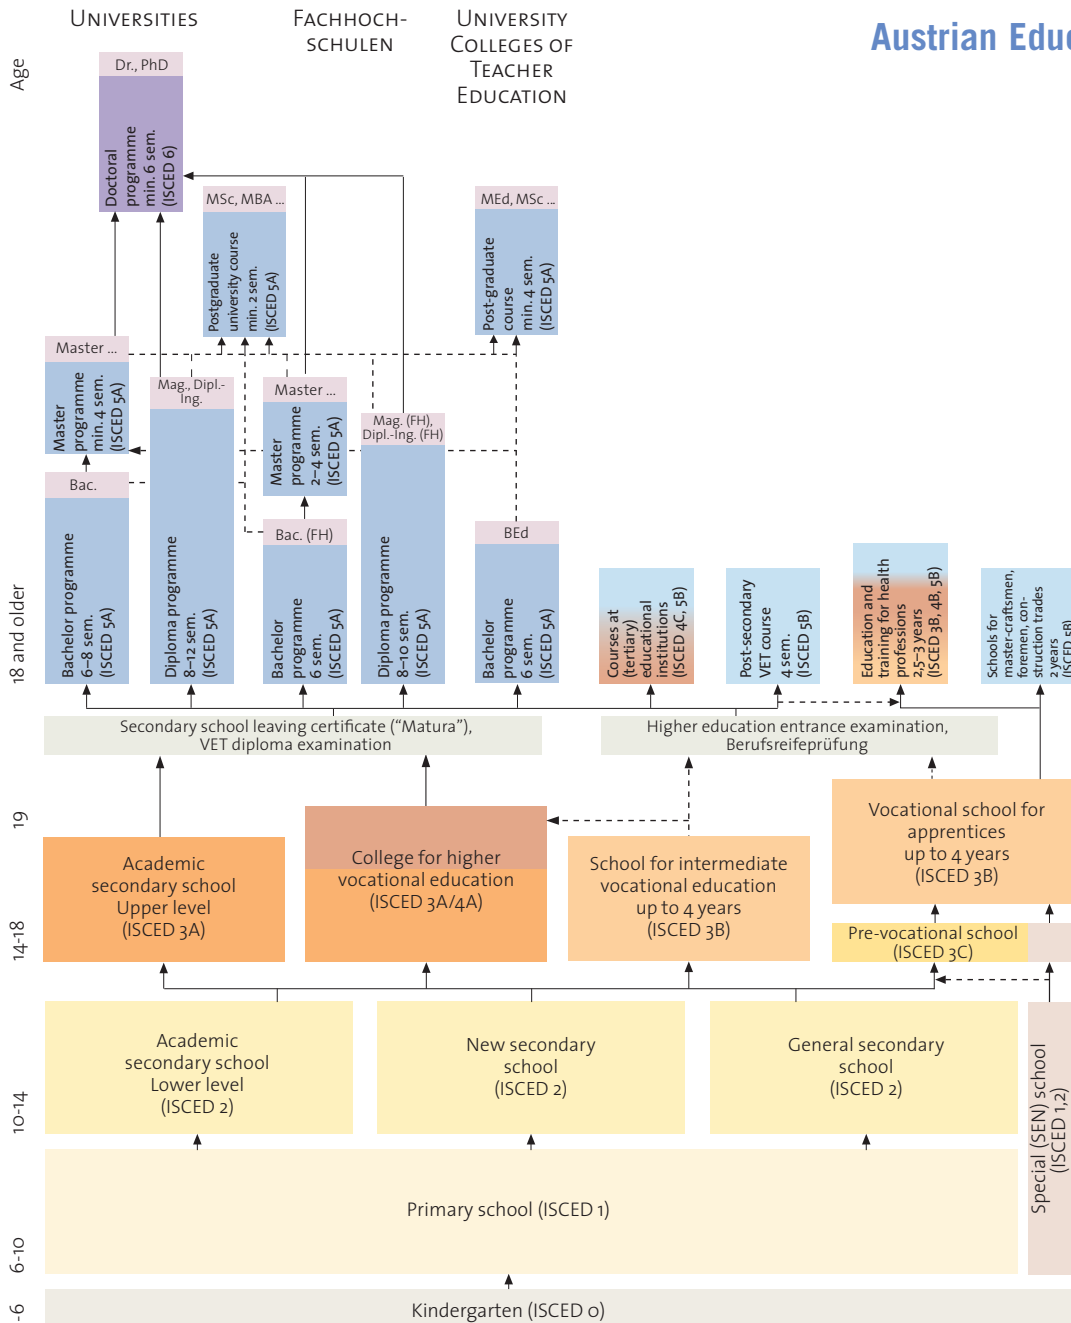 UNIVERSITIES
FACHHOCH-
SCHULEN
UNIVERSITY
COLLEGES OF
TEACHER
EDUCATION
Austrian Educ
Age
Dr., PhD
Doctoral
programme
min. 6 sem.
(ISCED 6)
MSc, MBA ...
Postgraduate
university course
min. 2 sem.
(ISCED 5A)
MEd, MSc ...
Post-graduate
course
min. 4 sem.
(ISCED 5A)
Master ...
Master
programme
min. 4 sem.
(ISCED 5A)
Mag., Dipl.-
Ing.
Master ...
Master
programme
2–4 sem.
(ISCED 5A)
Mag. (FH),
Dipl.-Ing. (FH)
Bac.
Bac. (FH)
BEd
18 and older
Bachelor programme
6–8 sem.
(ISCED 5A)
Diploma programme
8–12 sem.
(ISCED 5A)
Bachelor
programme
6 sem.
(ISCED 5A)
Diploma programme
8–10 sem.
(ISCED 5A)
Bachelor
programme
6 sem.
(ISCED 5A)
Courses at
(tertiary)
educational
institutions
(ISCED 4C, 5B)
Post-secondary
VET course
4 sem.
(ISCED 5B)
Education and
training for health
professions
2,5–3 years
(ISCED 3B, 4B, 5B)
Schools for
master-craftsmen,
foremen, con-
struction trades
2 years
(ISCED 5B)
Secondary school leaving certificate (“Matura”),
VET diploma examination
Higher education entrance examination,
Berufsreifeprüfung
19
Academic
secondary school
Upper level
(ISCED 3A)
College for higher
vocational education
(ISCED 3A/4A)
School for intermediate
vocational education
up to 4 years
(ISCED 3B)
Vocational school for
apprentices
up to 4 years
(ISCED 3B)
14-18
Pre-vocational school
(ISCED 3C)
10-14
Academic
secondary school
Lower level
(ISCED 2)
New secondary
school
(ISCED 2)
General secondary
school
(ISCED 2)
Special (SEN) school
(ISCED 1,2)
6-10
Primary school (ISCED 1)
-6
Kindergarten (ISCED 0)